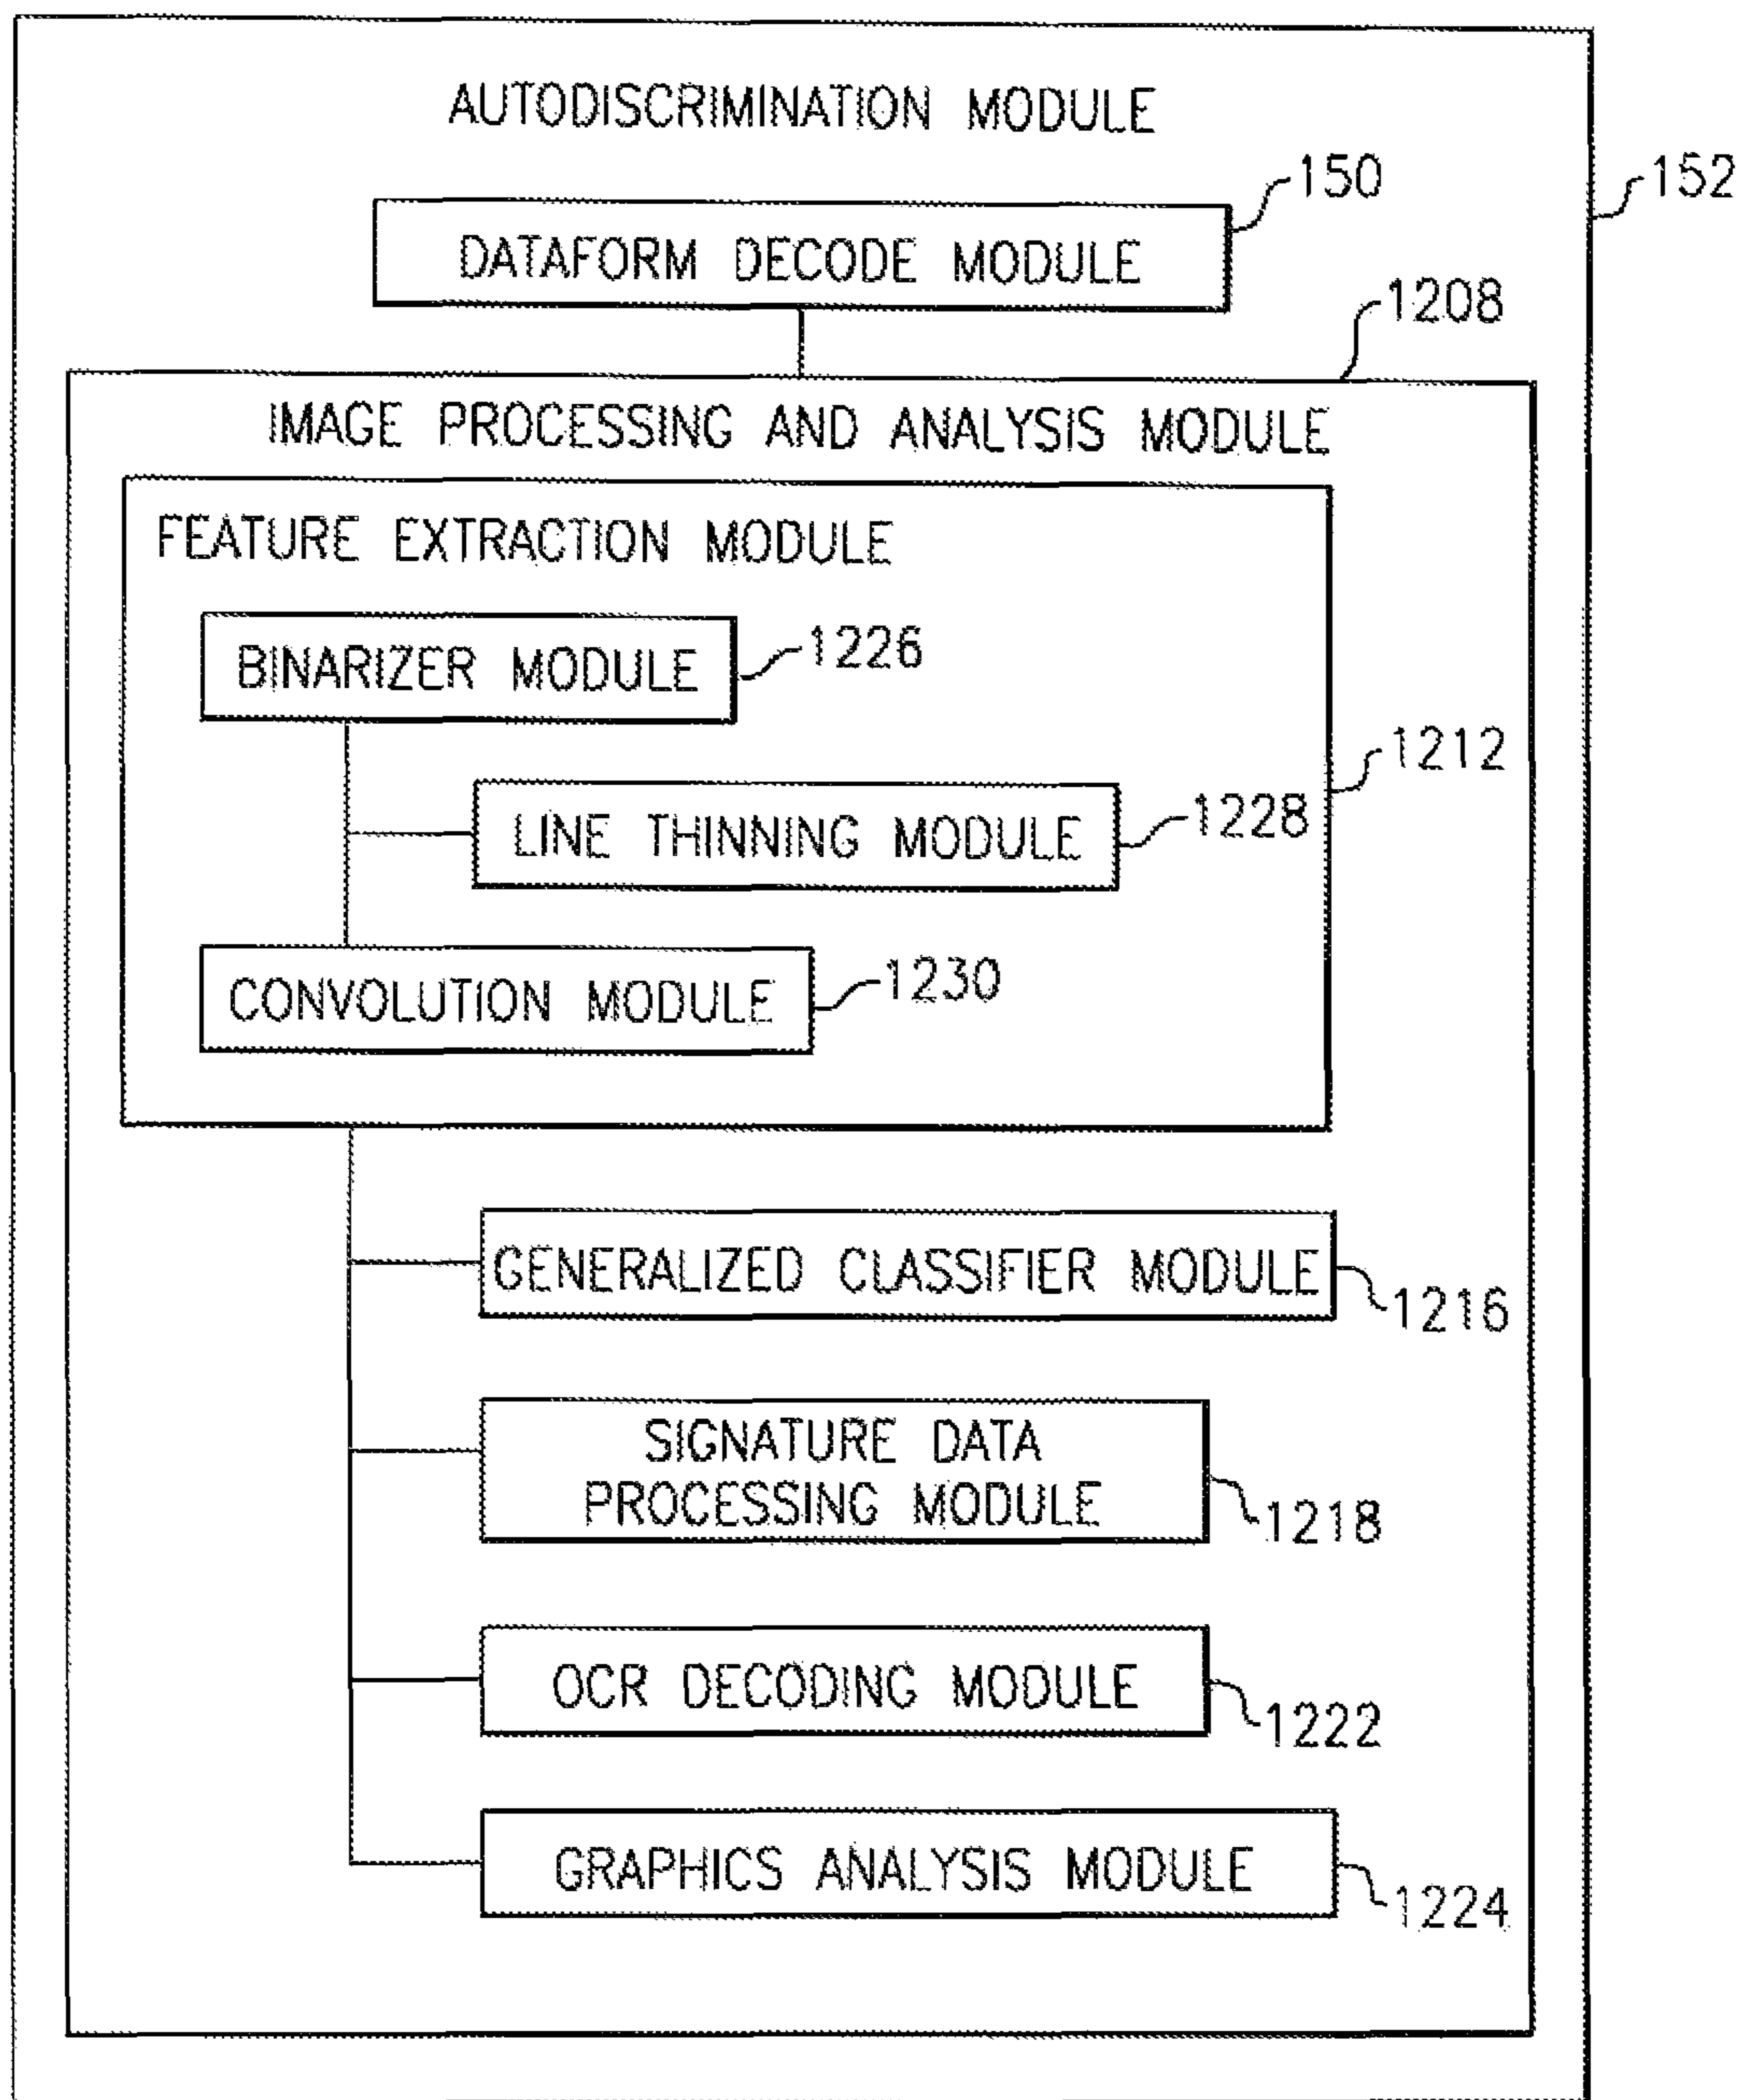 AUTODISCRIMINATION MODULE
150
152
DATAFORM DECODE MODULE
1208
IMAGE PROCESSING AND ANALYSIS MODULE
FEATURE EXTRACTION MODULE
BINARIZER MODULE
1226
1212
LINE THINNING MODULE
1228
CONVOLUTION MODULE
1230
GENERALIZED CLASSIFIER MODULE
1216
SIGNATURE DATA
PROCESSING MODULE
1218
OCR DECODING MODULE
1222
GRAPHICS ANALYSIS MODULE
1224